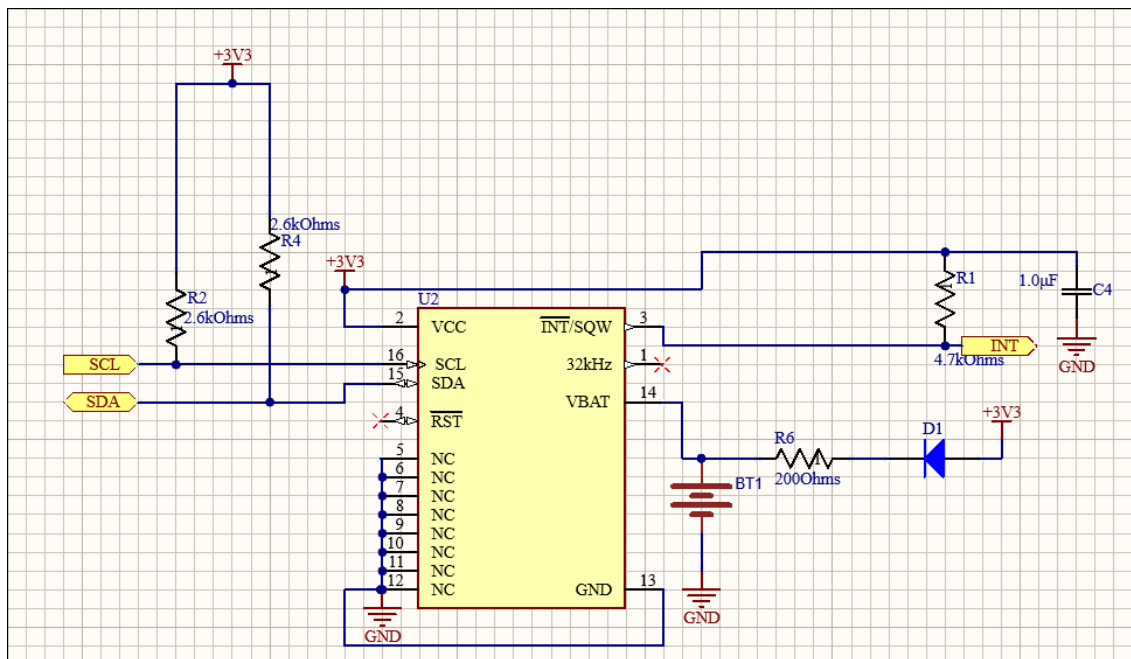 +3V3
2.6kOhms
R4
+3V3
R2
2.6kOhms
U2
R1
1.0µF
C4
2
VCC
INT/SQW
3
SCL
16
SCL
32kHz
1
INT
4.7kOhms
GND
SDA
15
SDA
VBAT
14
4
RST
+3V3
D1
R6
200Ohms
BT1
5
NC
6
NC
7
NC
8
NC
9
NC
10
NC
11
NC
12
NC
GND
13
GND
GND